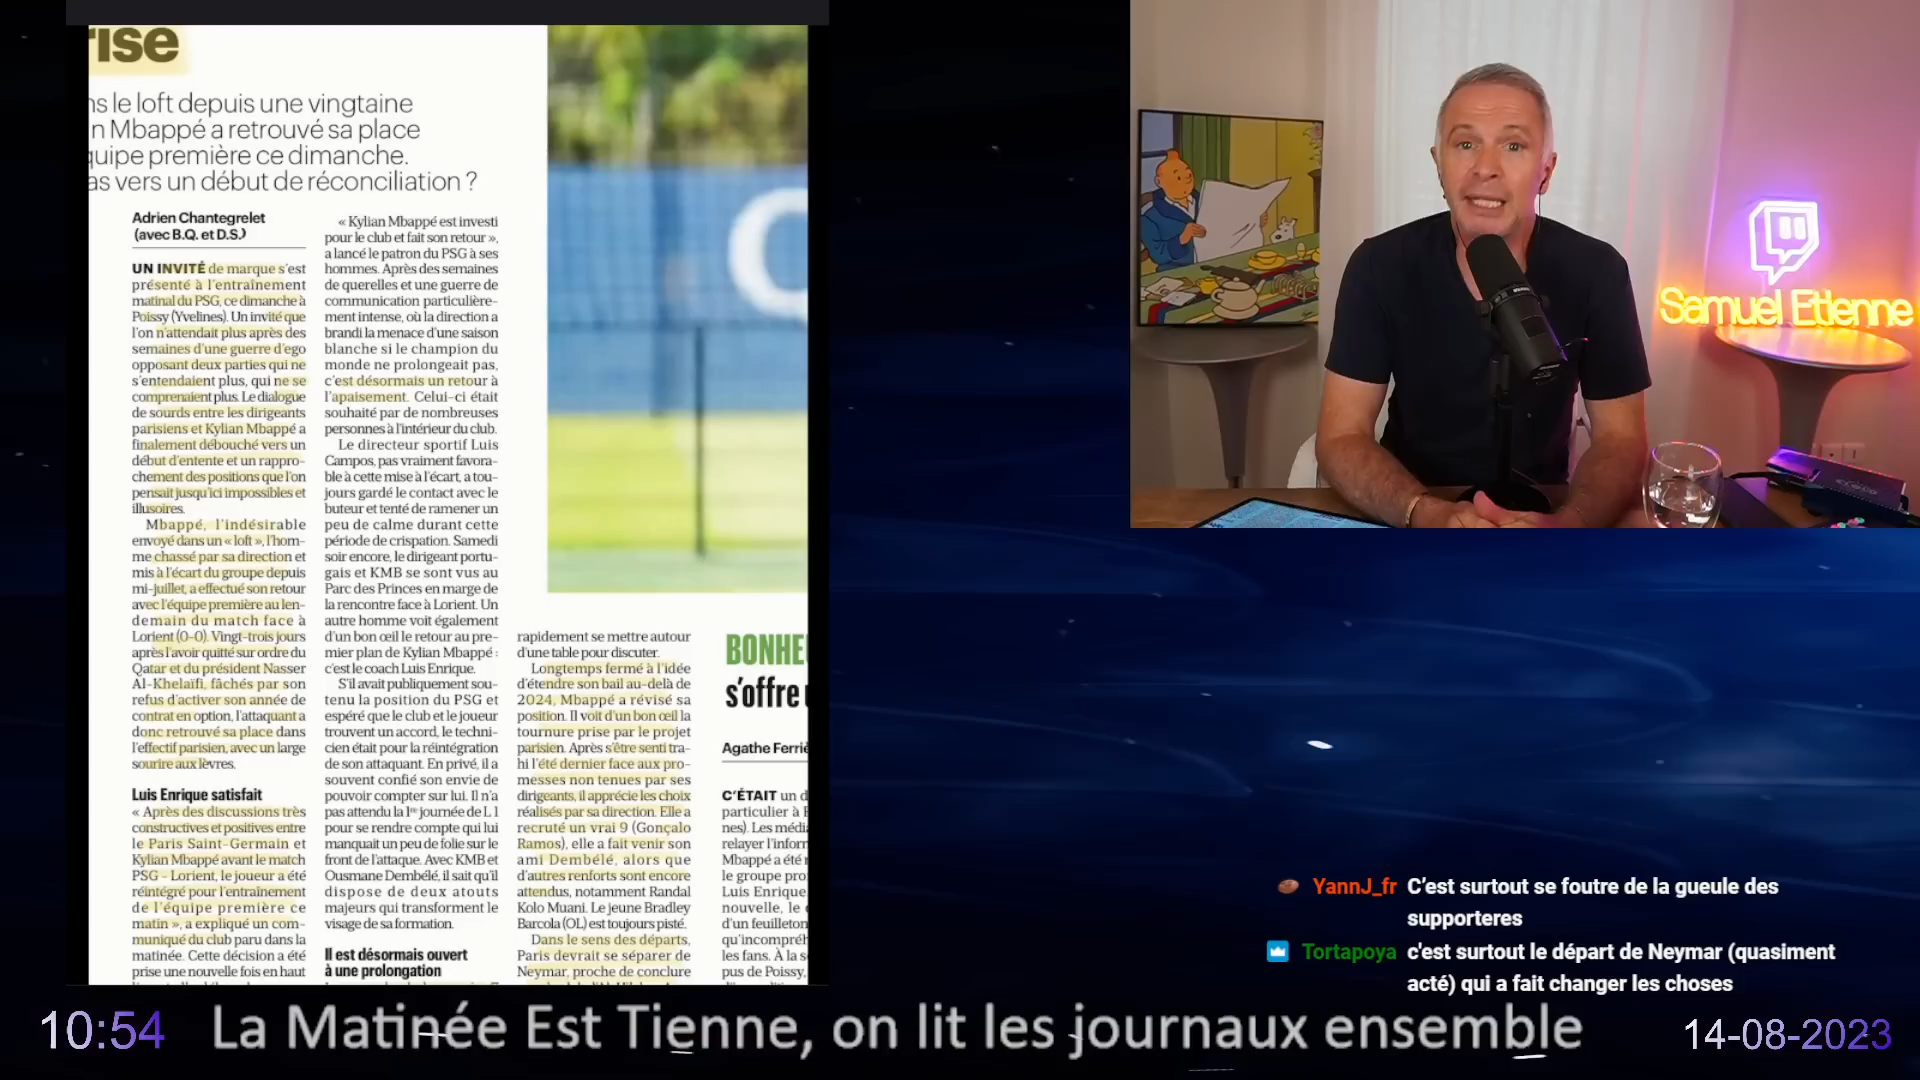 rise
ns le loft depuis une vingtaine
n Mbappé a retrouvé sa place
quipe première ce dimanche.
as vers un début de réconciliation ?
Adrien Chantegrelet
(avec B.Q. et D.S.)
UN INVITÉ de marque s'est
présenté à l'entraînement
matinal du PSG, ce dimanche à
Poissy (Yvelines). Un invité que
l'on n'attendait plus après des
semaines d'une guerre d'ego
opposant deux parties qui ne
s'entendaient plus, qui ne se
comprenaient plus. Le dialogue
de sourds entre les dirigeants
parisiens et Kylian Mbappé a
finalement débouché vers un
début d'entente et un rappro-
chement des positions que l'on
pensait jusqu'ici impossibles et
illusoires.
Mbappé, l'indésirable
envoyé dans un « loft », l'hom-
me chassé par sa direction et
mis à l'écart du groupe depuis
mi-juillet, a effectué son retour
avec l'équipe première au len-
demain du match face à
Lorient (0-0). Vingt-trois jours
après l'avoir quitté sur ordre du
Qatar et du président Nasser
Al-Khelaïfi, fâchés par son
refus d'activer son année de
contrat en option, l'attaquant a
donc retrouvé sa place dans
l'effectif parisien, avec un large
sourire aux lèvres.
Luis Enrique satisfait
« Après des discussions très
constructives et positives entre
le Paris Saint-Germain et
Kylian Mbappé avant le match
PSG - Lorient, le joueur a été
réintégré pour l'entraînement
de l'équipe première ce
matin », a expliqué un com-
muniqué du club paru dans la
matinée. Cette décision a été
prise une nouvelle fois en haut
« Kylian Mbappé est investi
pour le club et fait son retour »,
a lancé le patron du PSG à ses
hommes. Après des semaines
de querelles et une guerre de
communication particulière-
ment intense, où la direction a
brandi la menace d'une saison
blanche si le champion du
monde ne prolongeait pas,
c'est désormais un retour à
l'apaisement. Celui-ci était
souhaité par de nombreuses
personnes à l'intérieur du club.
Le directeur sportif Luis
Campos, pas vraiment favora-
ble à cette mise à l'écart, a tou-
jours gardé le contact avec le
buteur et tenté de ramener un
peu de calme durant cette
période de crispation. Samedi
soir encore, le dirigeant portu-
gais et KMB se sont vus au
Parc des Princes en marge de
la rencontre face à Lorient. Un
autre homme voit également
d'un bon œil le retour au pre-
mier plan de Kylian Mbappé :
c'est le coach Luis Enrique.
S'il avait publiquement sou-
tenu la position du PSG et
espéré que le club et le joueur
trouvent un accord, le techni-
cien était pour la réintégration
de son attaquant. En privé, il a
souvent confié son envie de
pouvoir compter sur lui. Il n'a
pas attendu la 1re journée de L 1
pour se rendre compte qui lui
manquait un peu de folie sur le
front de l'attaque. Avec KMB et
Ousmane Dembélé, il sait qu'il
dispose de deux atouts
majeurs qui transforment le
visage de sa formation.
Il est désormais ouvert
à une prolongation
rapidement se mettre autour
d'une table pour discuter.
Longtemps fermé à l'idée
d'étendre son bail au-delà de
2024, Mbappé a révisé sa
position. Il voit d'un bon œil la
tournure prise par le projet
parisien. Après s'être senti tra-
hi l'été dernier face aux pro-
messes non tenues par ses
dirigeants, il apprécie les choix
réalisés par sa direction. Elle a
recruté un vrai 9 (Gonçalo
Ramos), elle a fait venir son
ami Dembélé, alors que
d'autres renforts sont encore
attendus, notamment Randal
Kolo Muani. Le jeune Bradley
Barcola (OL) est toujours pisté.
Dans le sens des départs,
Paris devrait se séparer de
Neymar, proche de conclure
BONHE
s'offre
Agathe Ferriè
C'ÉTAIT un d
particulier à
nes). Les médi
relayer l'infor
Mbappé a été
le groupe pro
Luis Enrique.
nouvelle, le
d'un feuilleton
qu'incompréh
les fans. À la s
pus de Poissy,
Samuel Etienne
YannJ_fr C'est surtout se foutre de la gueule des
supporteres
Tortapoya c'est surtout le départ de Neymar (quasiment
acté) qui a fait changer les choses
10:54 La Matinée Est Tienne, on lit les journaux ensemble 14-08-2023